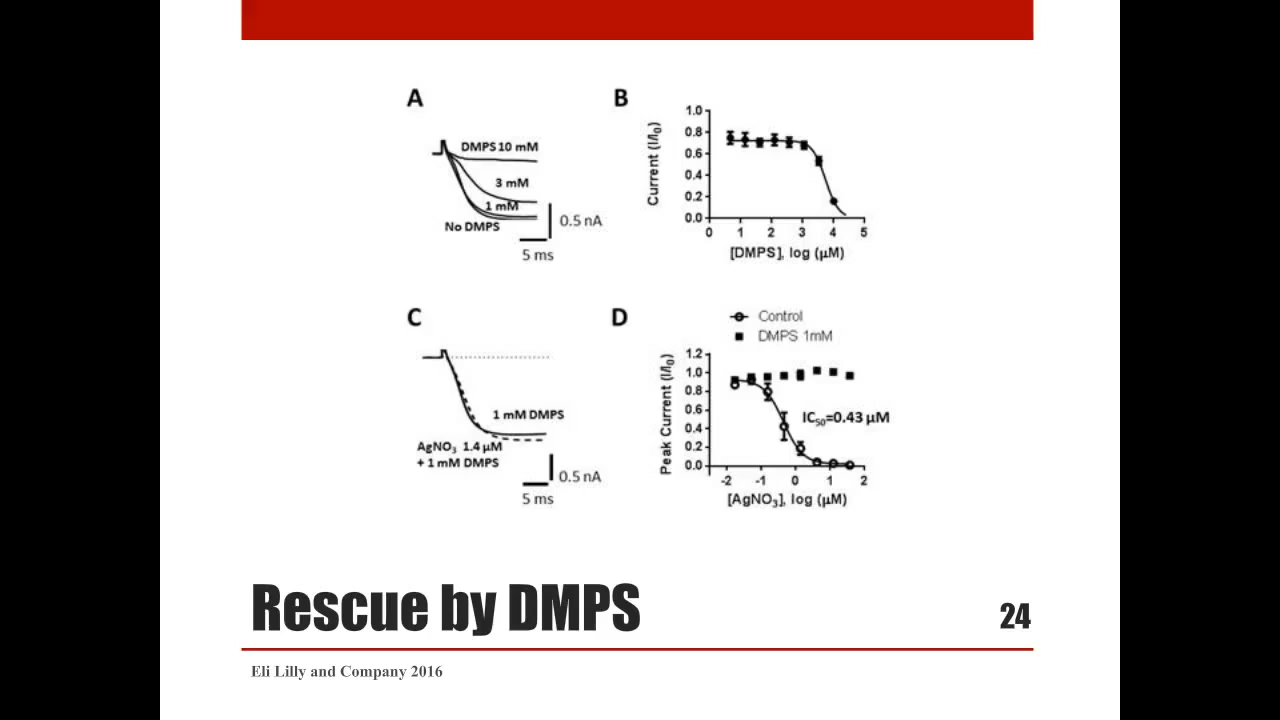 A
DMPS 10 mM
3 mM
1 mM
No DMPS
0.5 nA
5 ms
B
Current (I/I₀)
1.0
0.8
0.6
0.4
0.2
0.0
0 1 2 3 4 5
[DMPS], log (µM)
C
1 mM DMPS
AgNO₃ 1.4 µM
+ 1 mM DMPS
0.5 nA
5 ms
D
Control
DMPS 1mM
Peak Current (I/I₀)
1.2
1.0
0.8
0.6
0.4
0.2
0.0
IC₅₀=0.43 µM
-2 -1 0 1 2
[AgNO₃], log (µM)
Rescue by DMPS
24
Eli Lilly and Company 2016